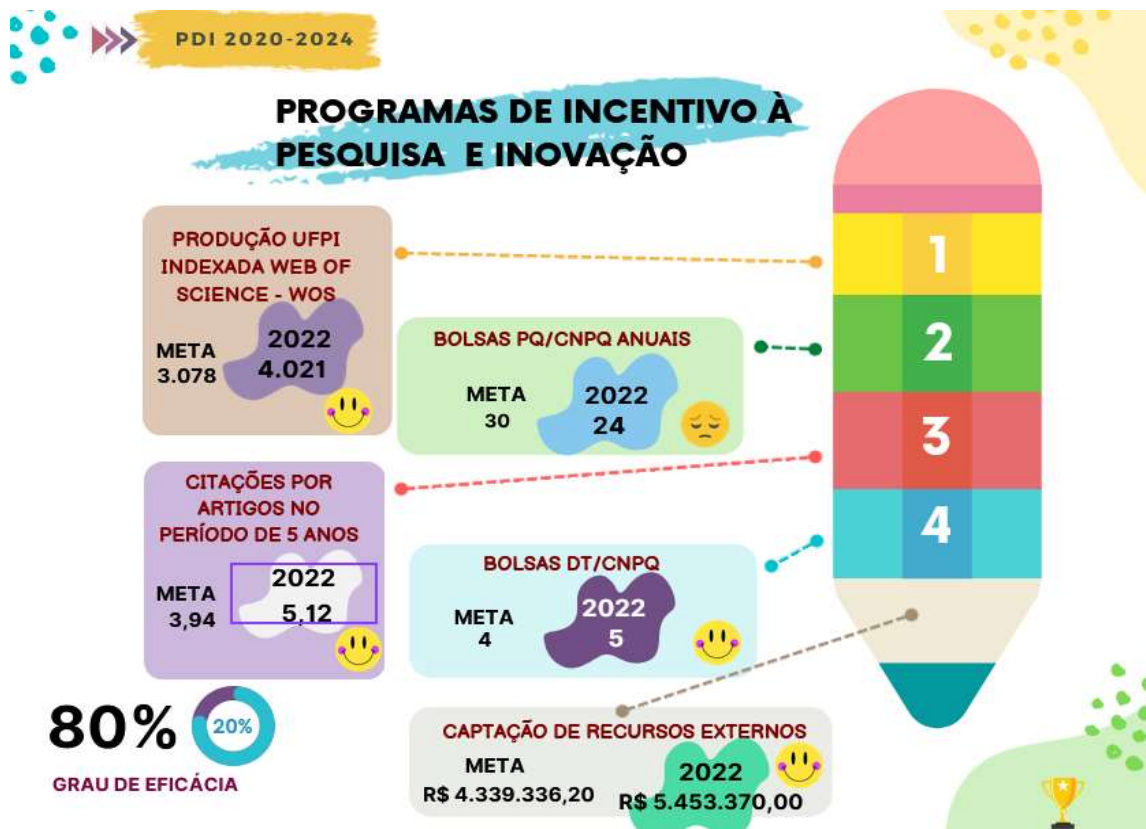 PDI 2020-2024
PROGRAMAS DE INCENTIVO À
PESQUISA E INOVAÇÃO
PRODUÇÃO UFPI
INDEXADA WEB OF
SCIENCE - WOS
META
3.078
2022
4.021
1
BOLSAS PQ/CNPQ ANUAIS
META
30
2022
24
2
CITAÇÕES POR
ARTIGOS NO
PERÍODO DE 5 ANOS
META
3,94
2022
5,12
3
BOLSAS DT/CNPQ
META
4
2022
5
4
80%
20%
GRAU DE EFICÁCIA
CAPTAÇÃO DE RECURSOS EXTERNOS
META
R$ 4.339.336,20
2022
R$ 5.453.370,00